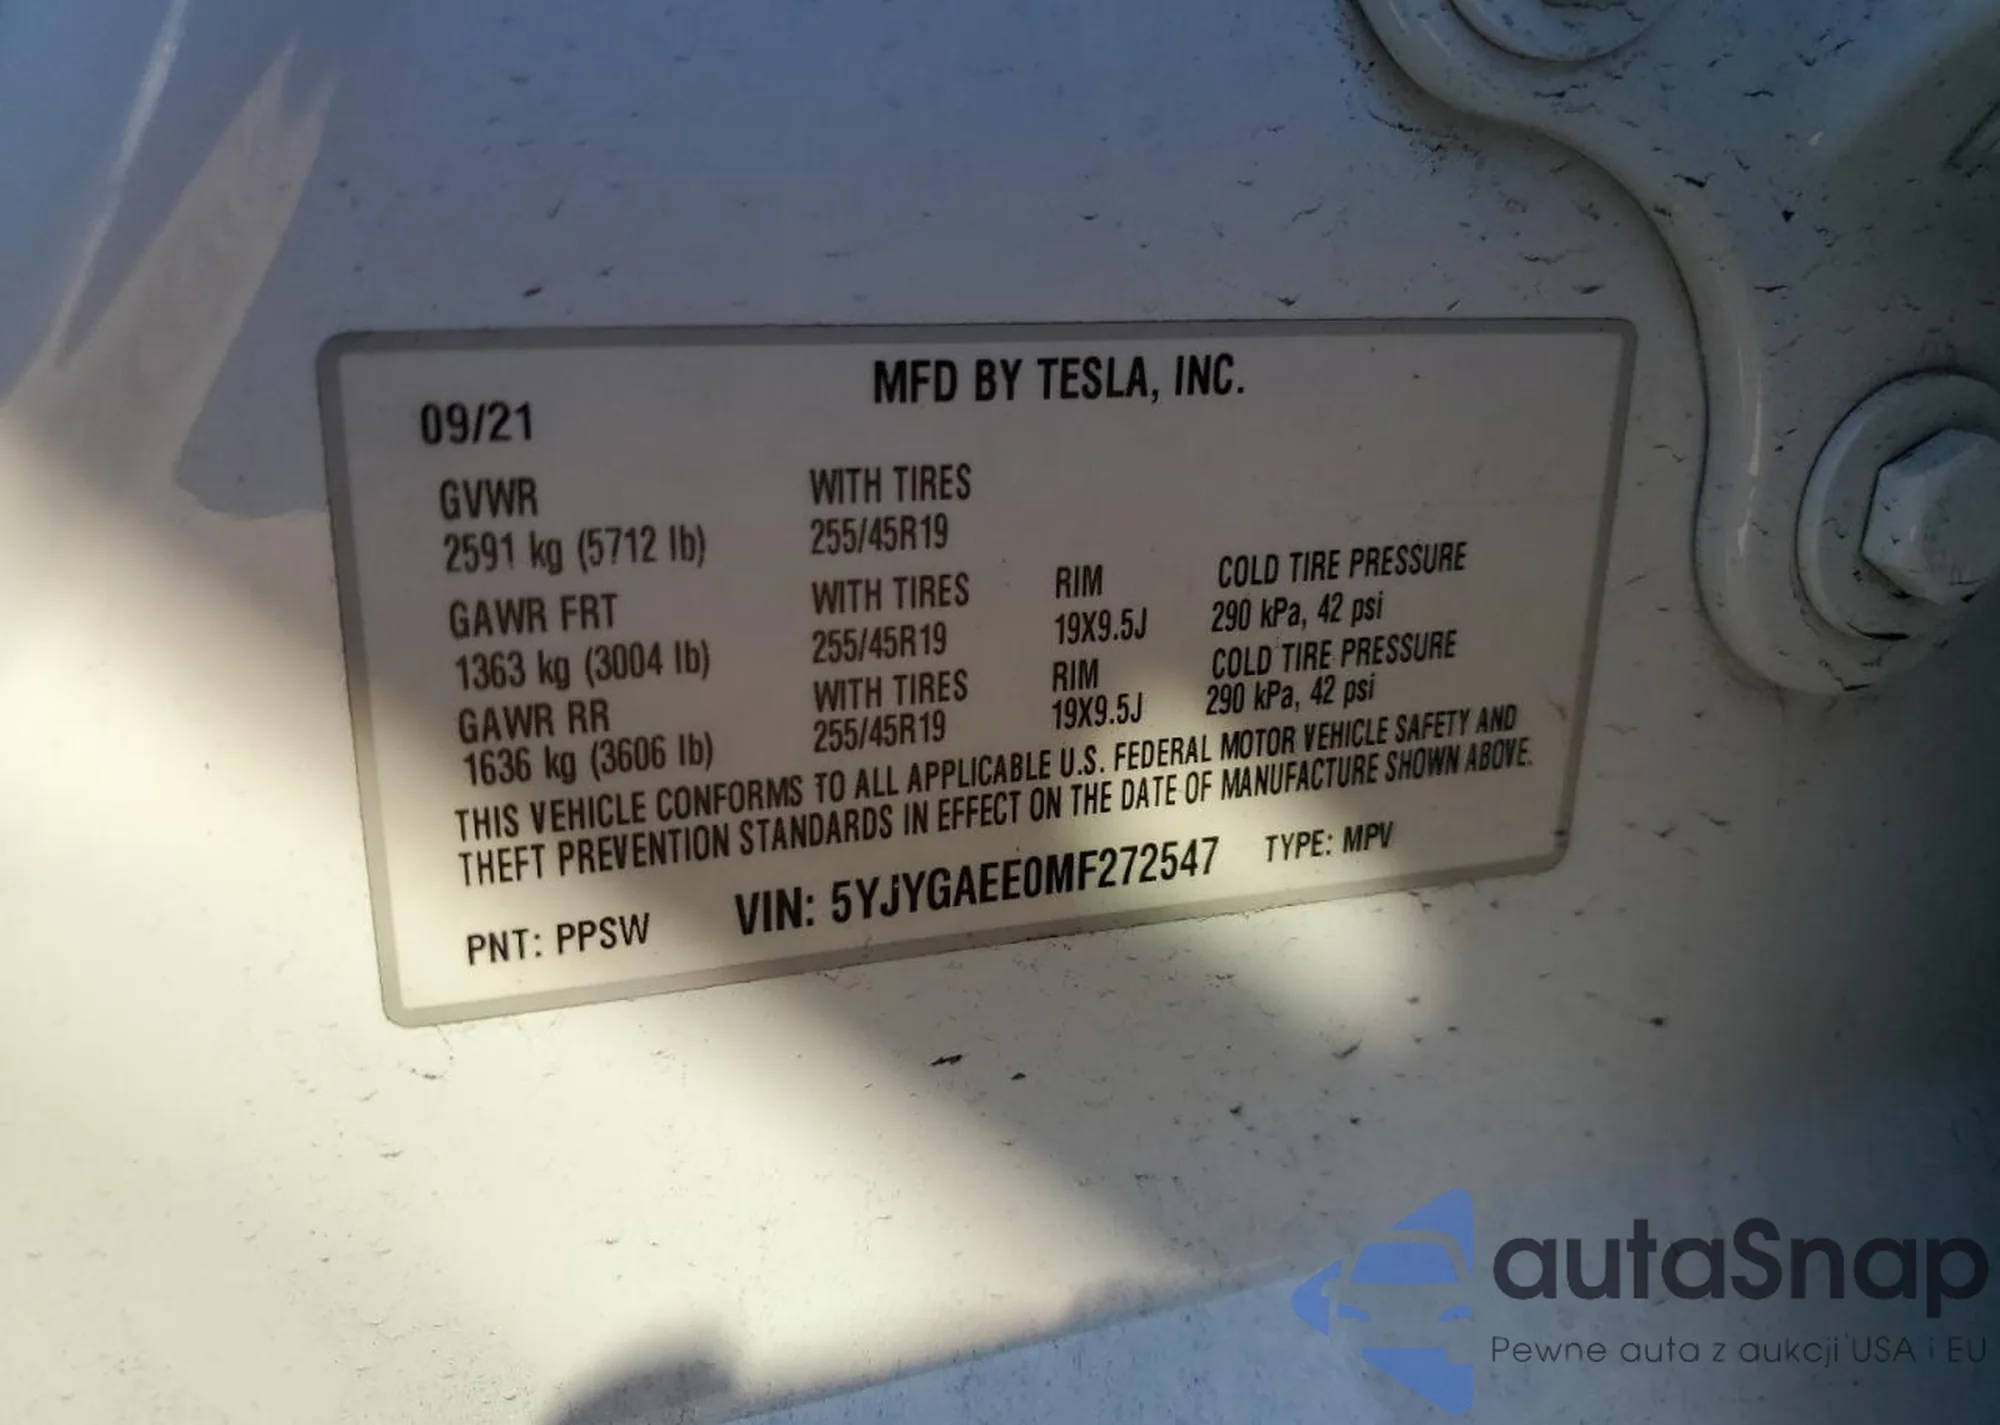 MFD BY TESLA, INC.
09/21
GVWR WITH TIRES
2591 kg (5712 lb) 255/45R19
GAWR FRT WITH TIRES RIM COLD TIRE PRESSURE
1363 kg (3004 lb) 255/45R19 19X9.5J 290 kPa, 42 psi
GAWR RR WITH TIRES RIM COLD TIRE PRESSURE
1636 kg (3606 lb) 255/45R19 19X9.5J 290 kPa, 42 psi
THIS VEHICLE CONFORMS TO ALL APPLICABLE U.S. FEDERAL MOTOR VEHICLE SAFETY AND
THEFT PREVENTION STANDARDS IN EFFECT ON THE DATE OF MANUFACTURE SHOWN ABOVE.
PNT: PPSW VIN: 5YJYGAEE0MF272547 TYPE: MPV
autaSnap
Pewne auta z aukcji USA i EU